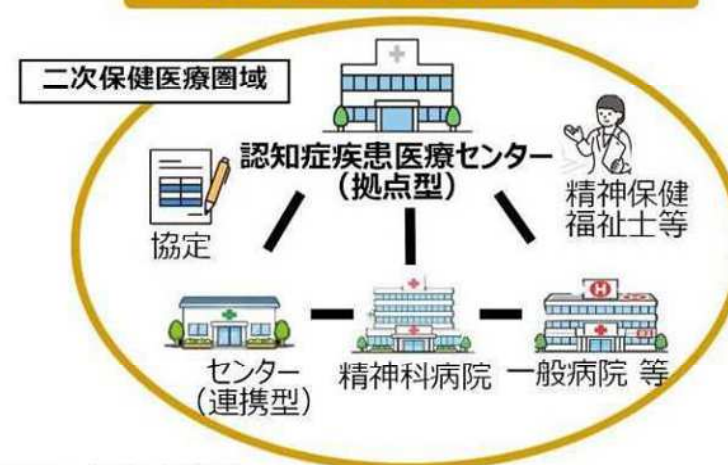 二次保健医療圏域
認知症疾患医療センター
（拠点型）
精神保健
福祉士等
協定
センター
（連携型）
精神科病院
一般病院 等
H